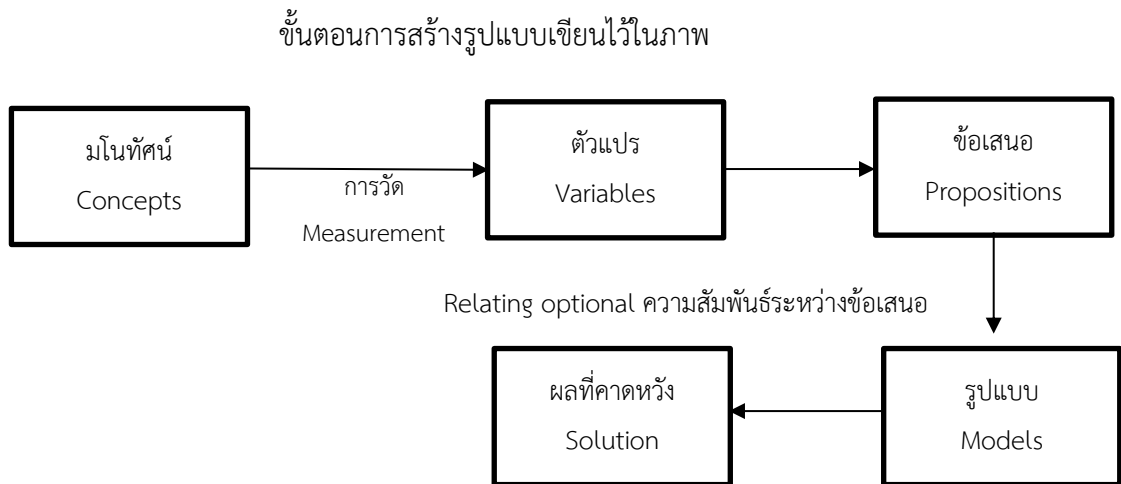 ขั้นตอนการสร้างรูปแบบเขียนไว้ในภาพ
มโนทัศน์
Concepts
การวัด
Measurement
ตัวแปร
Variables
ข้อเสนอ
Propositions
Relating optional ความสัมพันธ์ระหว่างข้อเสนอ
ผลที่คาดหวัง
Solution
รูปแบบ
Models